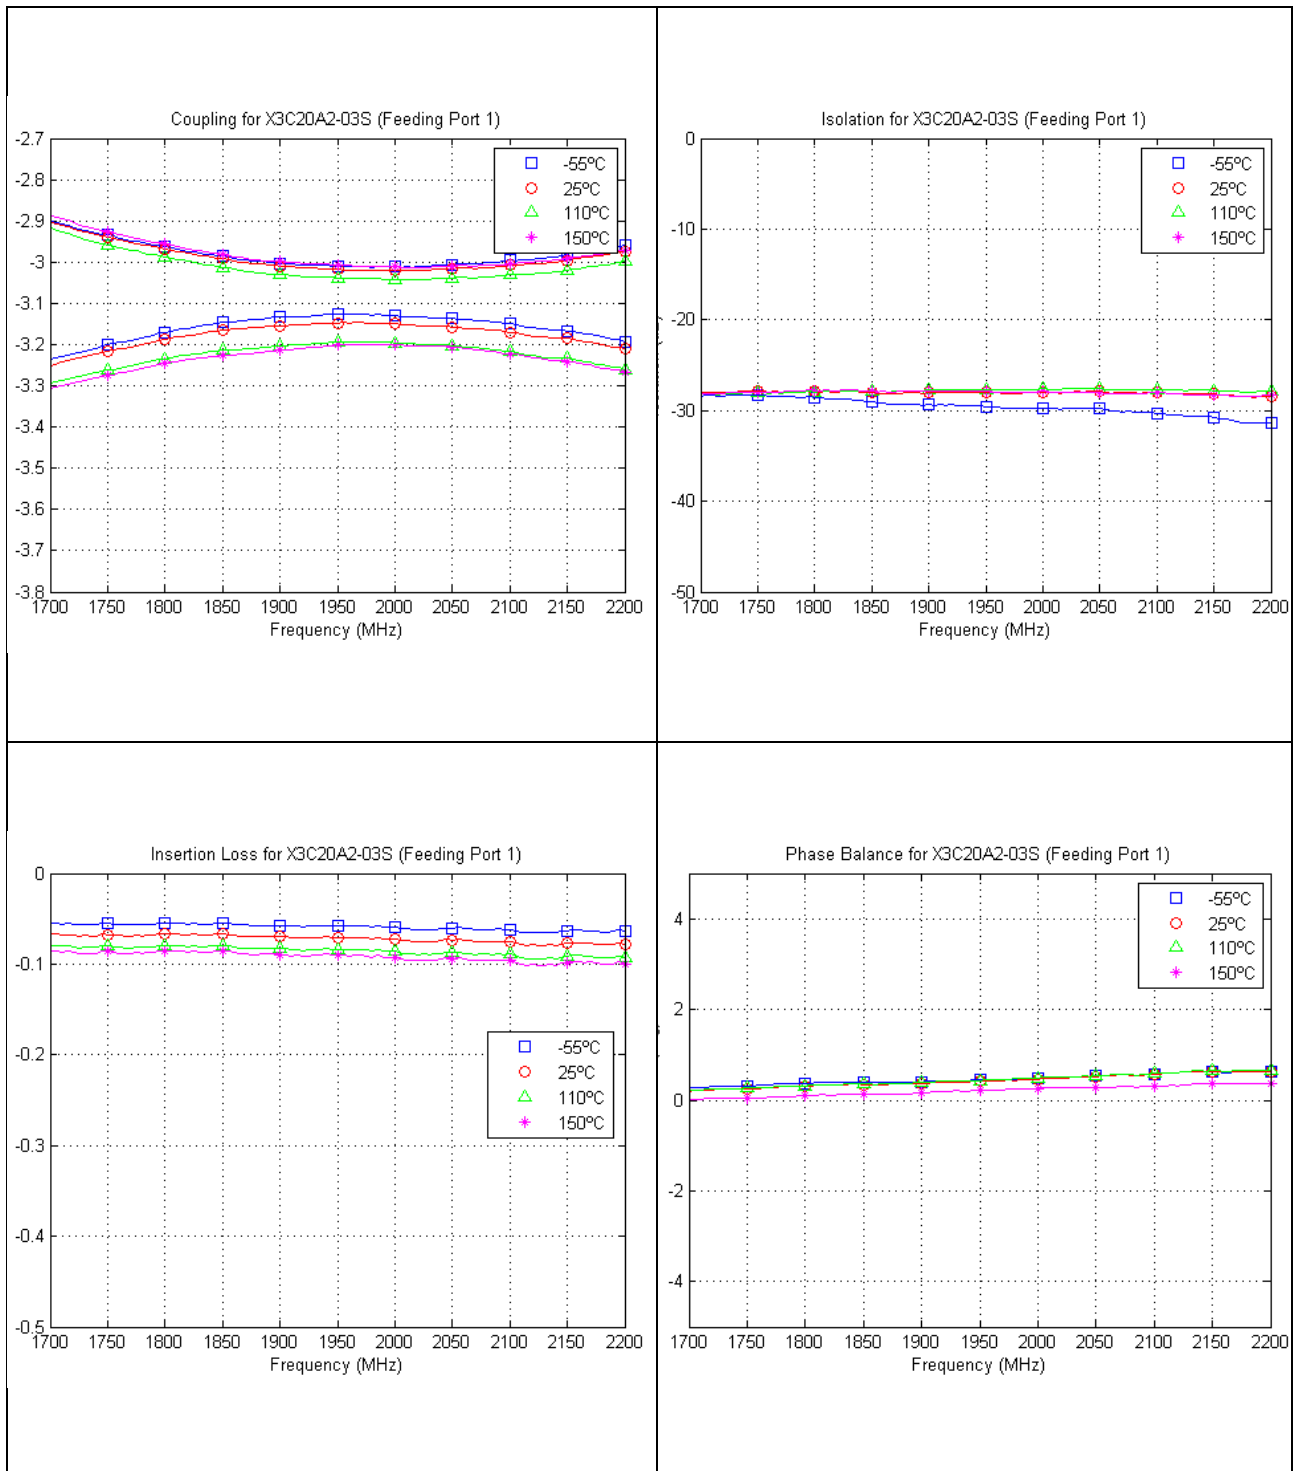 Coupling for X3C20A2-03S (Feeding Port 1)
-2.7
-2.8
-2.9
-3
-3.1
-3.2
-3.3
-3.4
-3.5
-3.6
-3.7
-3.8
-55ºC
25ºC
110ºC
150ºC
1700 1750 1800 1850 1900 1950 2000 2050 2100 2150 2200
Frequency (MHz)
Isolation for X3C20A2-03S (Feeding Port 1)
0
-10
-20
-30
-40
-50
-55ºC
25ºC
110ºC
150ºC
1700 1750 1800 1850 1900 1950 2000 2050 2100 2150 2200
Frequency (MHz)
Insertion Loss for X3C20A2-03S (Feeding Port 1)
0
-0.1
-0.2
-0.3
-0.4
-0.5
-55ºC
25ºC
110ºC
150ºC
1700 1750 1800 1850 1900 1950 2000 2050 2100 2150 2200
Frequency (MHz)
Phase Balance for X3C20A2-03S (Feeding Port 1)
4
2
0
-2
-4
-55ºC
25ºC
110ºC
150ºC
1700 1750 1800 1850 1900 1950 2000 2050 2100 2150 2200
Frequency (MHz)